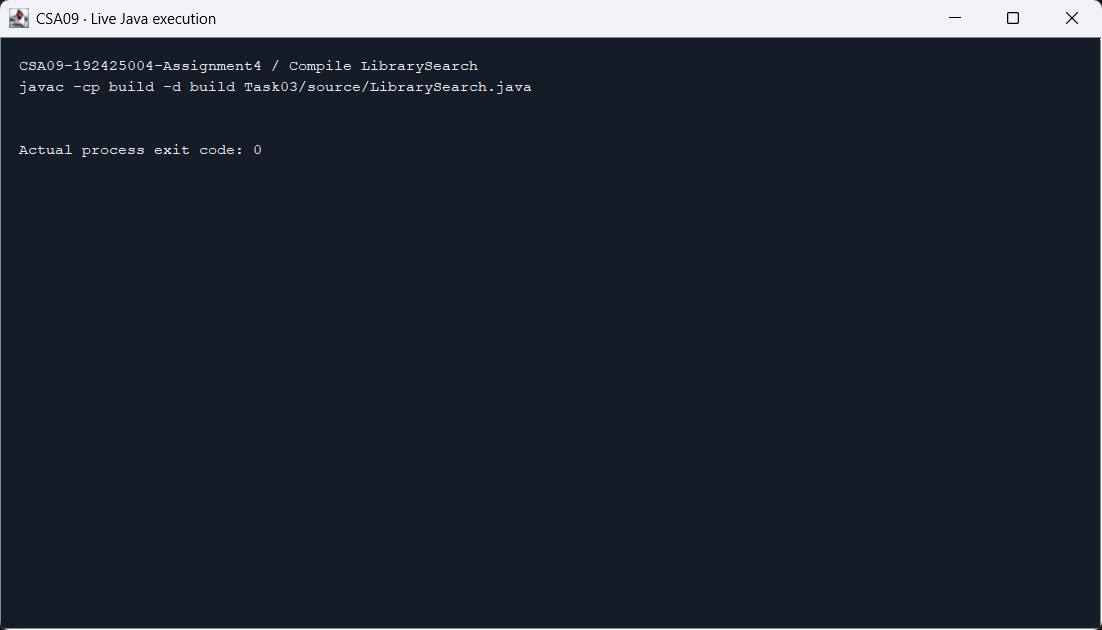 CSA09 · Live Java execution
CSA09-192425004-Assignment4 / Compile LibrarySearch
javac -cp build -d build Task03/source/LibrarySearch.java
Actual process exit code: 0